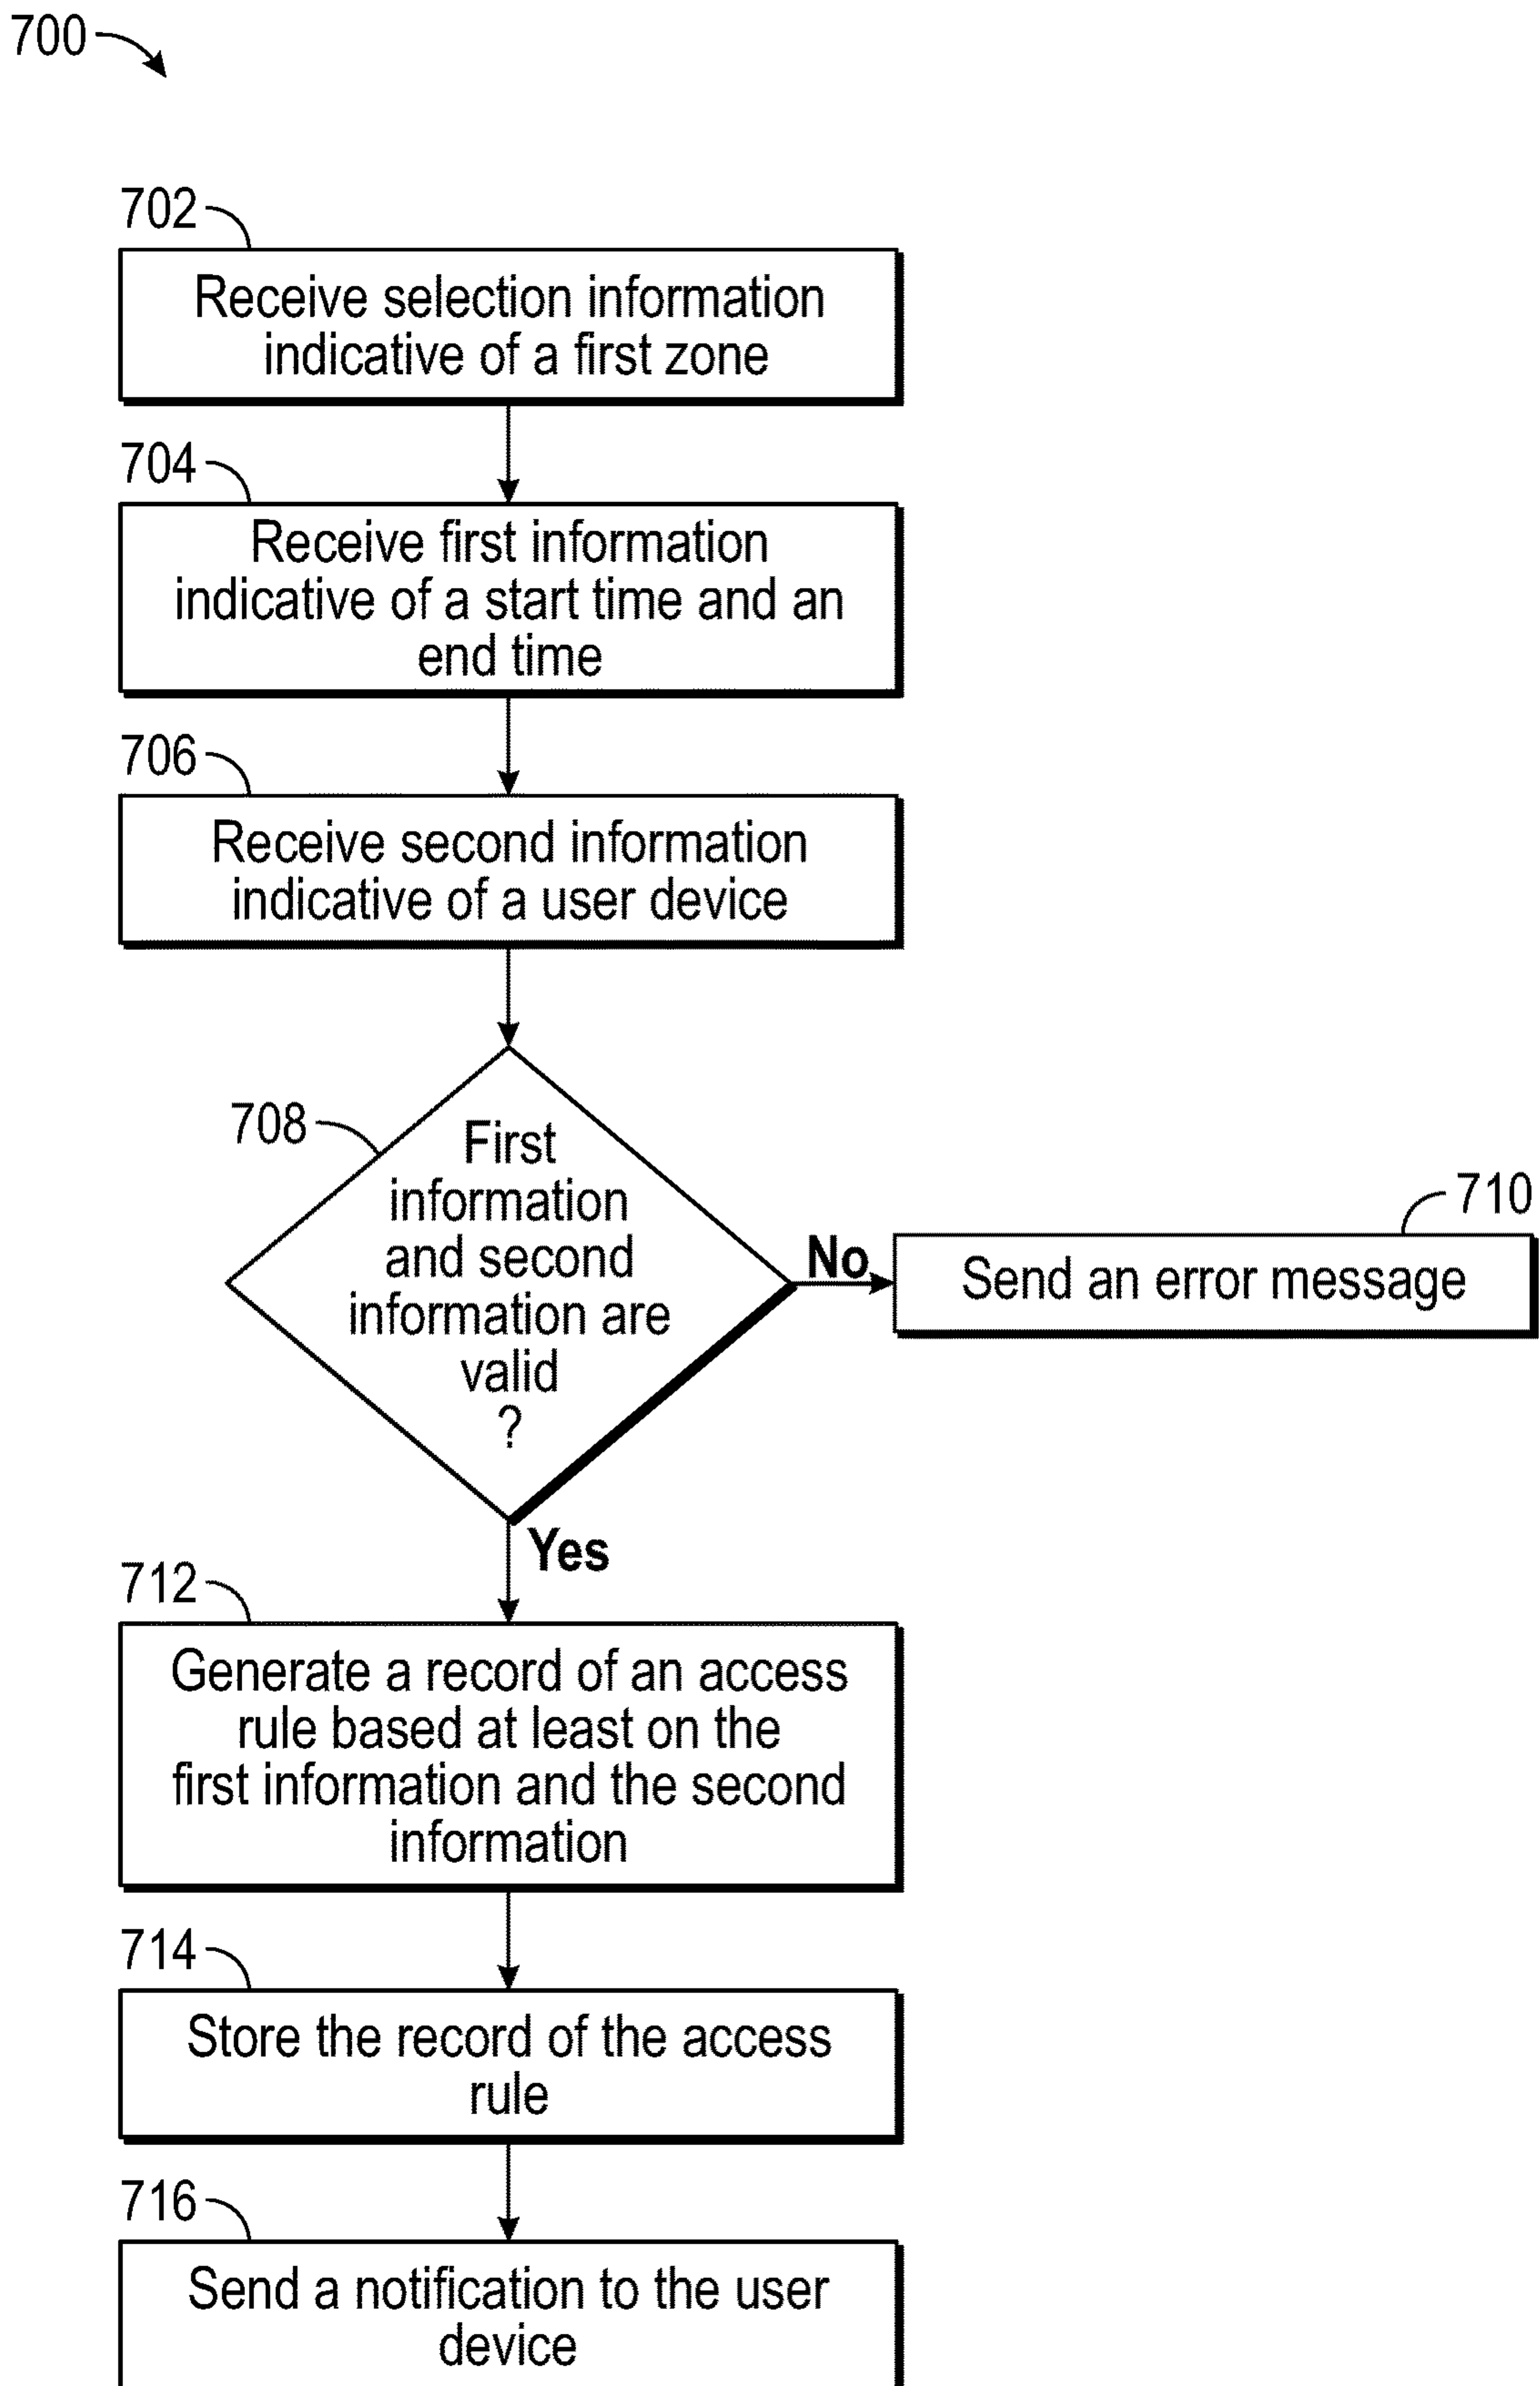 700
702
Receive selection information
indicative of a first zone
704
Receive first information
indicative of a start time and an
end time
706
Receive second information
indicative of a user device
708
First
information
and second
information are
valid
?
No
710
Send an error message
Yes
712
Generate a record of an access
rule based at least on the
first information and the second
information
714
Store the record of the access
rule
716
Send a notification to the user
device